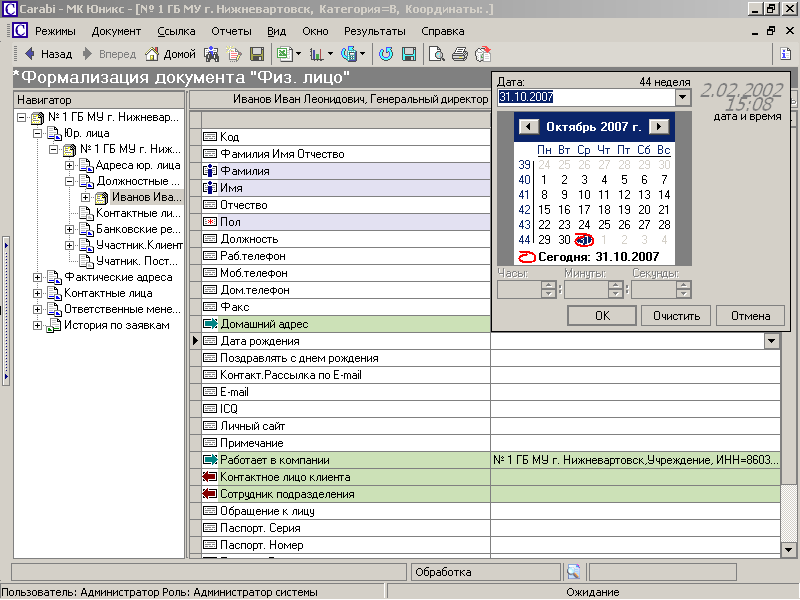 Carabi - МК Юникс - [№ 1 ГБ МУ г. Нижневартовск, Категория=B, Координаты: .]
Режимы Документ Ссылка Отчеты Вид Окно Результаты Справка
Назад Вперед Домой
*Формализация документа "Физ. лицо"
Навигатор
№ 1 ГБ МУ г. Нижневар...
Юр. лица
№ 1 ГБ МУ г. Ниж...
Адреса юр. лица
Должностные ...
Иванов Ива...
Контактные ли...
Банковские ре...
Участник.Клиент
Учатник. Пост...
Фактические адреса
Контактные лица
Ответственные мене...
История по заявкам
Иванов Иван Леонидович, Генеральный директор
Код
Фамилия Имя Отчество
Фамилия
Имя
Отчество
Пол
Должность
Раб.телефон
Моб.телефон
Дом.телефон
Факс
Домашний адрес
Дата рождения
Поздравлять с днем рождения
Контакт.Рассылка по E-mail
E-mail
ICQ
Личный сайт
Примечание
Работает в компании № 1 ГБ МУ г. Нижневартовск,Учреждение, ИНН=8603...
Контактное лицо клиента
Сотрудник подразделения
Обращение к лицу
Паспорт. Серия
Паспорт. Номер
Дата: 44 неделя
31.10.2007
2.02.2002
15:08
дата и время
Октябрь 2007 г.
Пн Вт Ср Чт Пт Сб Вс
39 24 25 26 27 28 29 30
40 1 2 3 4 5 6 7
41 8 9 10 11 12 13 14
42 15 16 17 18 19 20 21
43 22 23 24 25 26 27 28
44 29 30 31 1 2 3 4
Сегодня: 31.10.2007
Часы: Минуты: Секунды:
: :
OK Очистить Отмена
Обработка
Пользователь: Администратор Роль: Администратор системы Ожидание